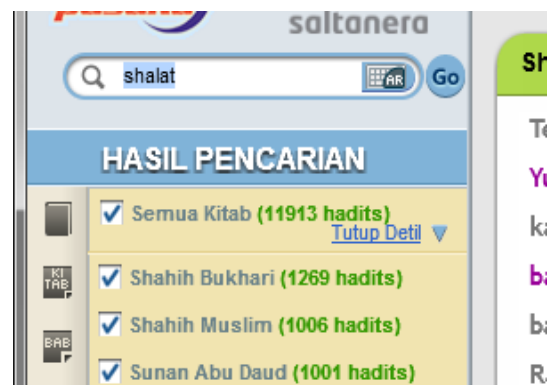 saltanera
shalat
AR
Go
HASIL PENCARIAN
Semua Kitab (11913 hadits)
Tutup Detil
KI
TAB
Shahih Bukhari (1269 hadits)
Shahih Muslim (1006 hadits)
BAB
Sunan Abu Daud (1001 hadits)
Sh